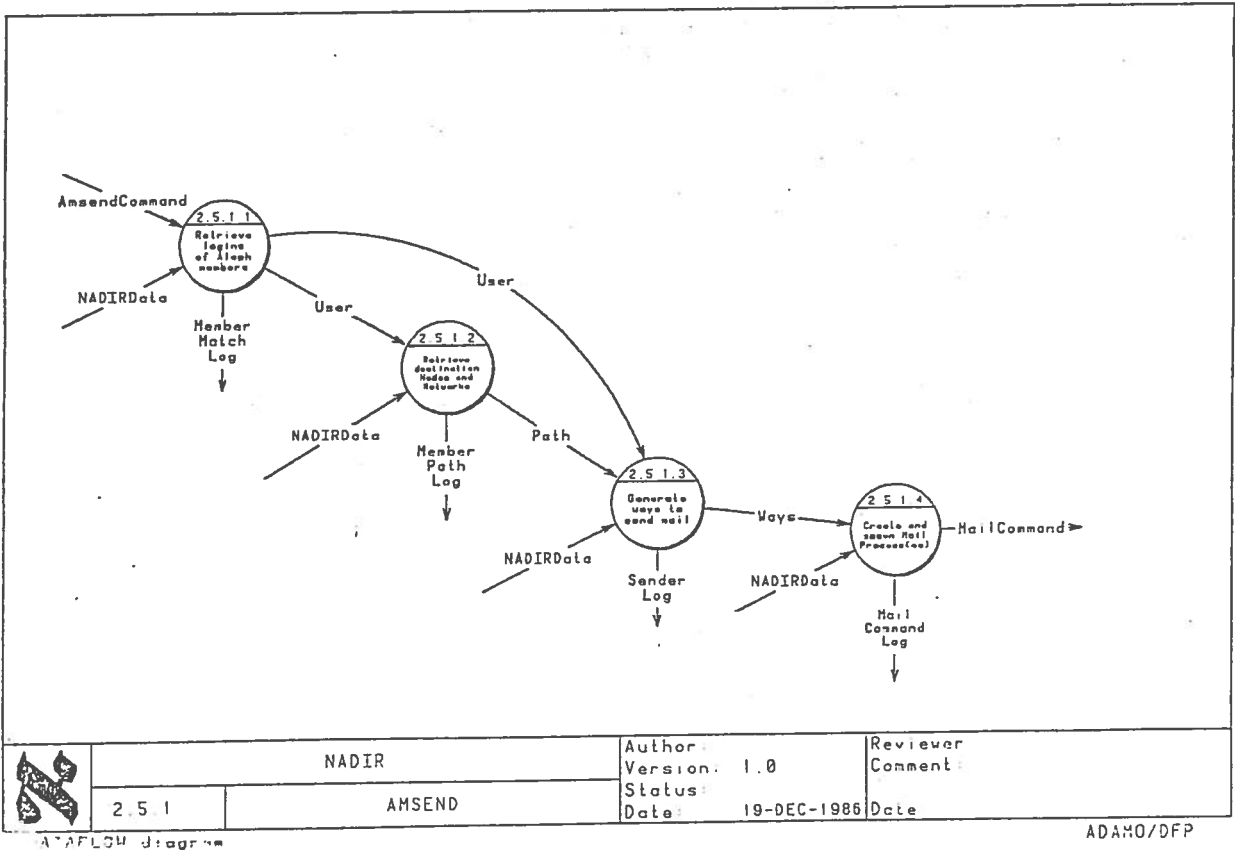 AmsendCommand
2.5.1 1
Retrieve
logins
of Aleph
members
NADIRData
Member
Match
Log
User
User
2.5 1 2
Retrieve
destination
Nodes and
Networks
NADIRData
Member
Path
Log
Path
2.5 1.3
Generate
ways to
send mail
NADIRData
Sender
Log
Ways
2 5 1 4
Create and
spawn Mail
Process(es)
MailCommand
NADIRData
Mail
Command
Log
א
NADIR
2.5.1
AMSEND
Author:
Version: 1.0
Status:
Date: 19-DEC-1986
Reviewer
Comment:
Date
ATAFLOW diagram
ADAMO/DFP